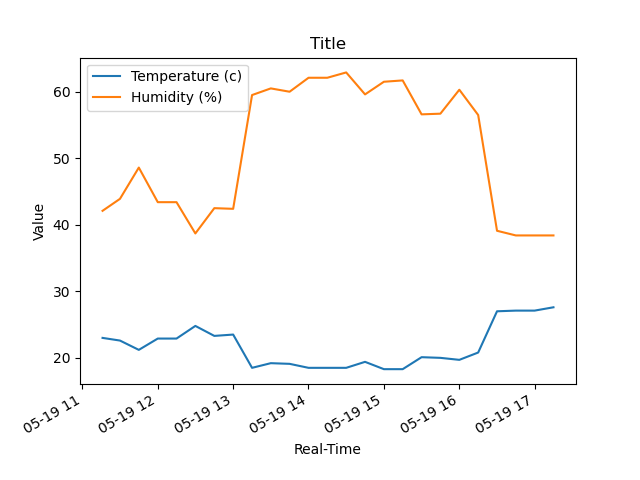 Title
Temperature (c)
Humidity (%)
Value
60
50
40
30
20
05-19 11
05-19 12
05-19 13
05-19 14
05-19 15
05-19 16
05-19 17
Real-Time